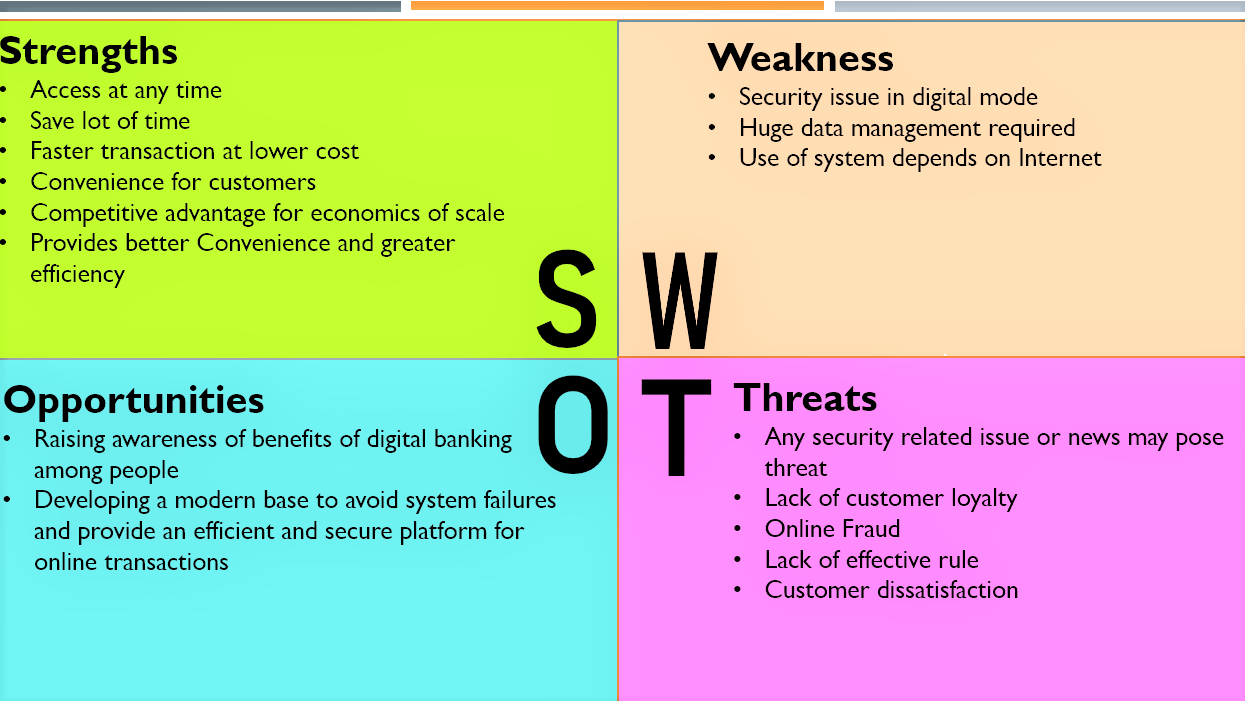 Strengths
• Access at any time
• Save lot of time
• Faster transaction at lower cost
• Convenience for customers
• Competitive advantage for economics of scale
• Provides better Convenience and greater
efficiency
S
Weakness
• Security issue in digital mode
• Huge data management required
• Use of system depends on Internet
W
Opportunities
• Raising awareness of benefits of digital banking
among people
• Developing a modern base to avoid system failures
and provide an efficient and secure platform for
online transactions
O
T
Threats
• Any security related issue or news may pose
threat
• Lack of customer loyalty
• Online Fraud
• Lack of effective rule
• Customer dissatisfaction